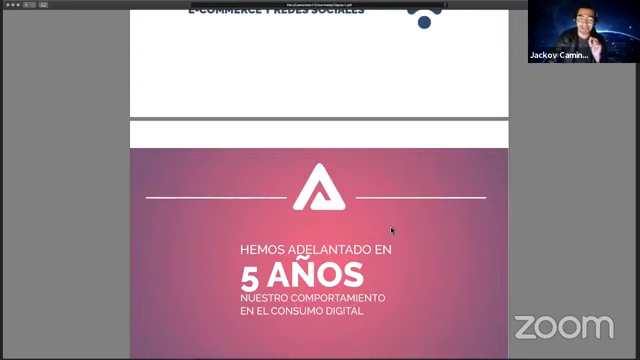 E-COMMERCE Y REDES SOCIALES
Jackov Camin...
HEMOS ADELANTADO EN
5 AÑOS
NUESTRO COMPORTAMIENTO
EN EL CONSUMO DIGITAL
zoom